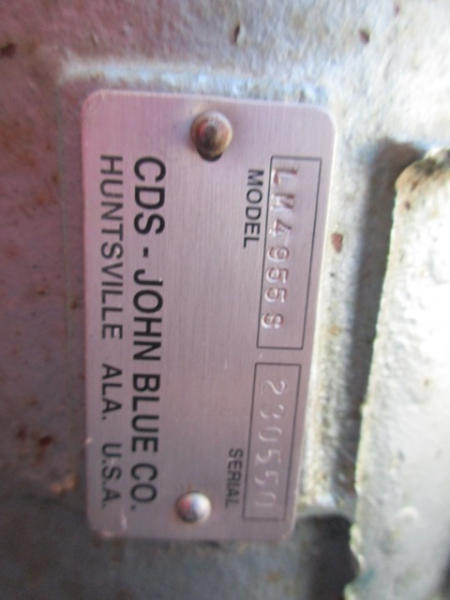 LM4955S
MODEL SERIAL
CDS - JOHN BLUE CO.
HUNTSVILLE ALA. U.S.A.